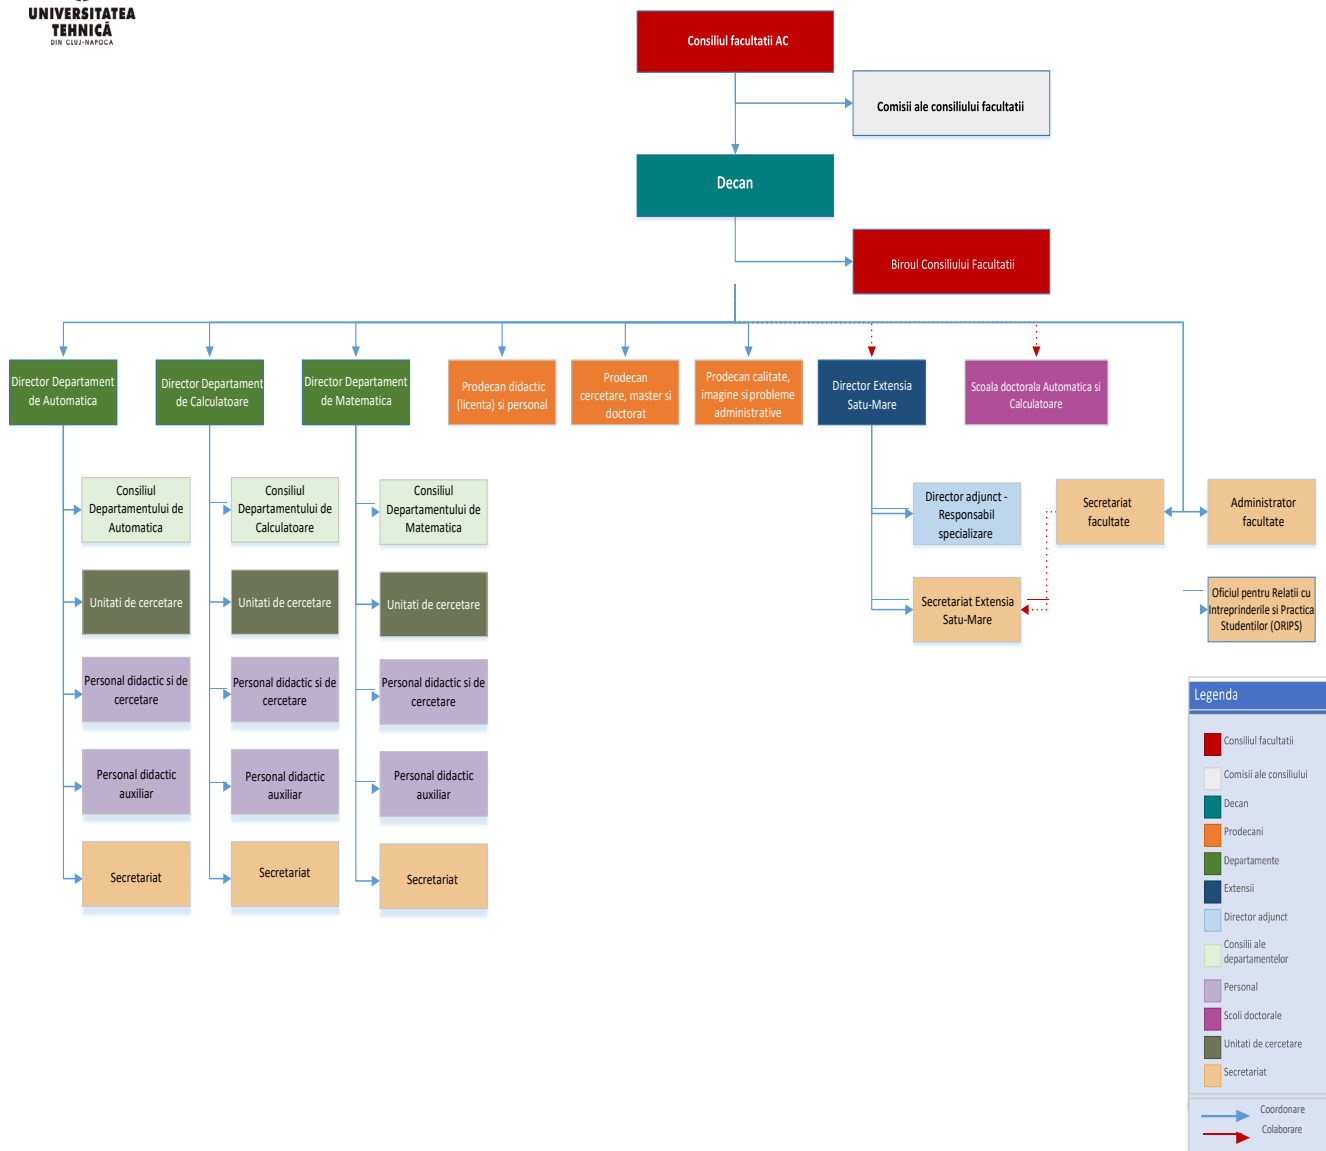 UNIVERSITATEA
TEHNICĂ
DIN CLUJ-NAPOCA
Consiliul facultatii AC
Comisii ale consiliului facultatii
Decan
Biroul Consiliului Facultatii
Director Departament
de Automatica
Director Departament
de Calculatoare
Director Departament
de Matematica
Prodecan didactic
(licenta) si personal
Prodecan
cercetare, master si
doctorat
Prodecan calitate,
imagine si probleme
administrative
Director Extensia
Satu-Mare
Scoala doctorala Automatica si
Calculatoare
Consiliul
Departamentului de
Automatica
Consiliul
Departamentului de
Calculatoare
Consiliul
Departamentului de
Matematica
Director adjunct -
Responsabil
specializare
Secretariat
facultate
Administrator
facultate
Unitati de cercetare
Unitati de cercetare
Unitati de cercetare
Secretariat Extensia
Satu-Mare
Oficiul pentru Relatii cu
Intreprinderile si Practica
Studentilor (ORIPS)
Personal didactic si de
cercetare
Personal didactic si de
cercetare
Personal didactic si de
cercetare
Personal didactic
auxiliar
Personal didactic
auxiliar
Personal didactic
auxiliar
Secretariat
Secretariat
Secretariat
Legenda
Consiliul facultatii
Comisii ale consiliului
Decan
Prodecani
Departamente
Extensii
Director adjunct
Consilii ale
departamentelor
Personal
Scoli doctorale
Unitati de cercetare
Secretariat
Coordonare
Colaborare